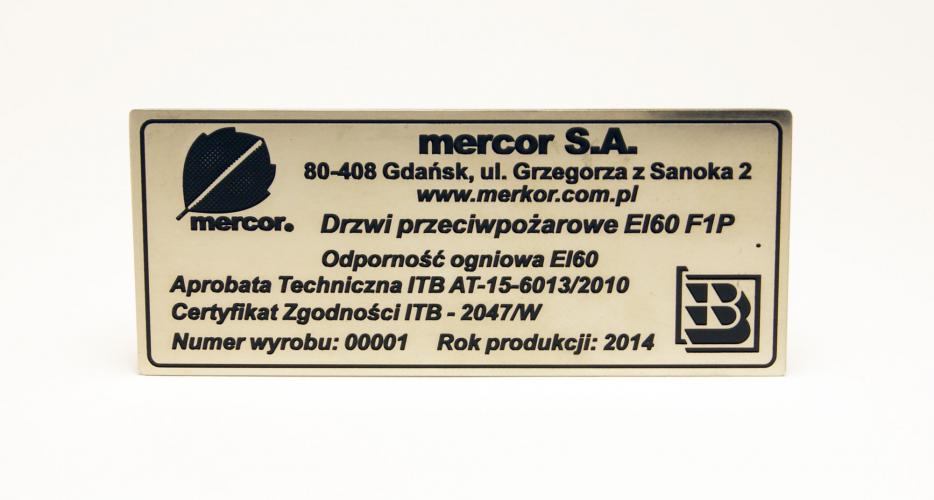 mercor S.A.
80-408 Gdańsk, ul. Grzegorza z Sanoka 2
www.merkor.com.pl
mercor.
Drzwi przeciwpożarowe EI60 F1P
Odporność ogniowa EI60
Aprobata Techniczna ITB AT-15-6013/2010
Certyfikat Zgodności ITB - 2047/W
Numer wyrobu: 00001 Rok produkcji: 2014
B